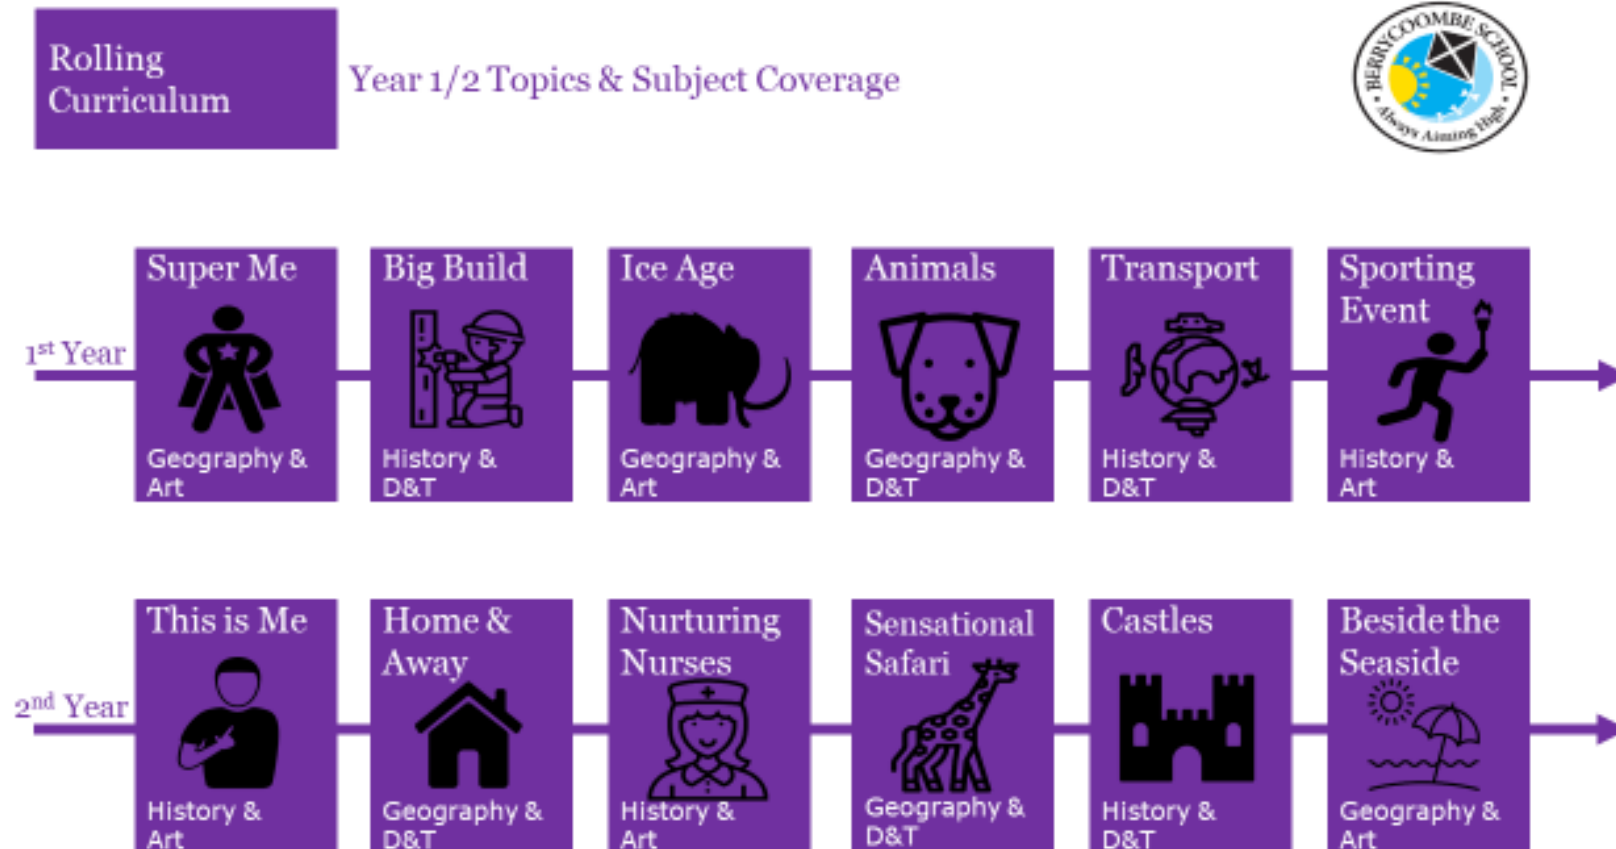 Rolling
Curriculum
Year 1/2 Topics & Subject Coverage
BERRYCOOMBE SCHOOL
• Always Aiming High •
1st Year
Super Me
Geography &
Art
Big Build
History &
D&T
Ice Age
Geography &
Art
Animals
Geography &
D&T
Transport
History &
D&T
Sporting
Event
History &
Art
2nd Year
This is Me
History &
Art
Home &
Away
Geography &
D&T
Nurturing
Nurses
History &
Art
Sensational
Safari
Geography &
D&T
Castles
History &
D&T
Beside the
Seaside
Geography &
Art